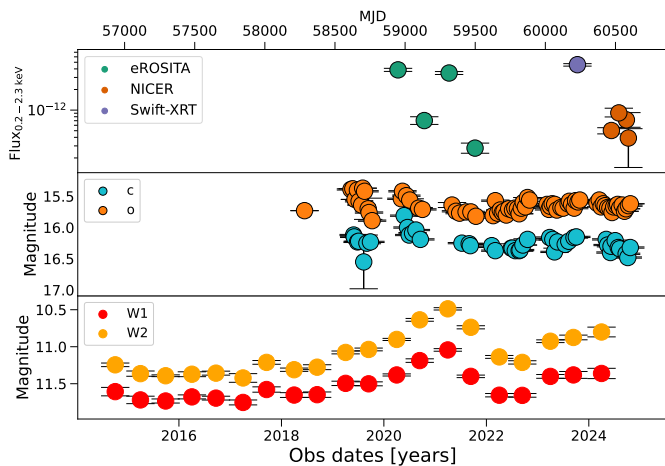 MJD
57000 57500 58000 58500 59000 59500 60000 60500
Flux0.2−2.3 keV
10−12
eROSITA
NICER
Swift-XRT
Magnitude
15.5
16.0
16.5
17.0
c
o
Magnitude
10.5
11.0
11.5
W1
W2
2016 2018 2020 2022 2024
Obs dates [years]